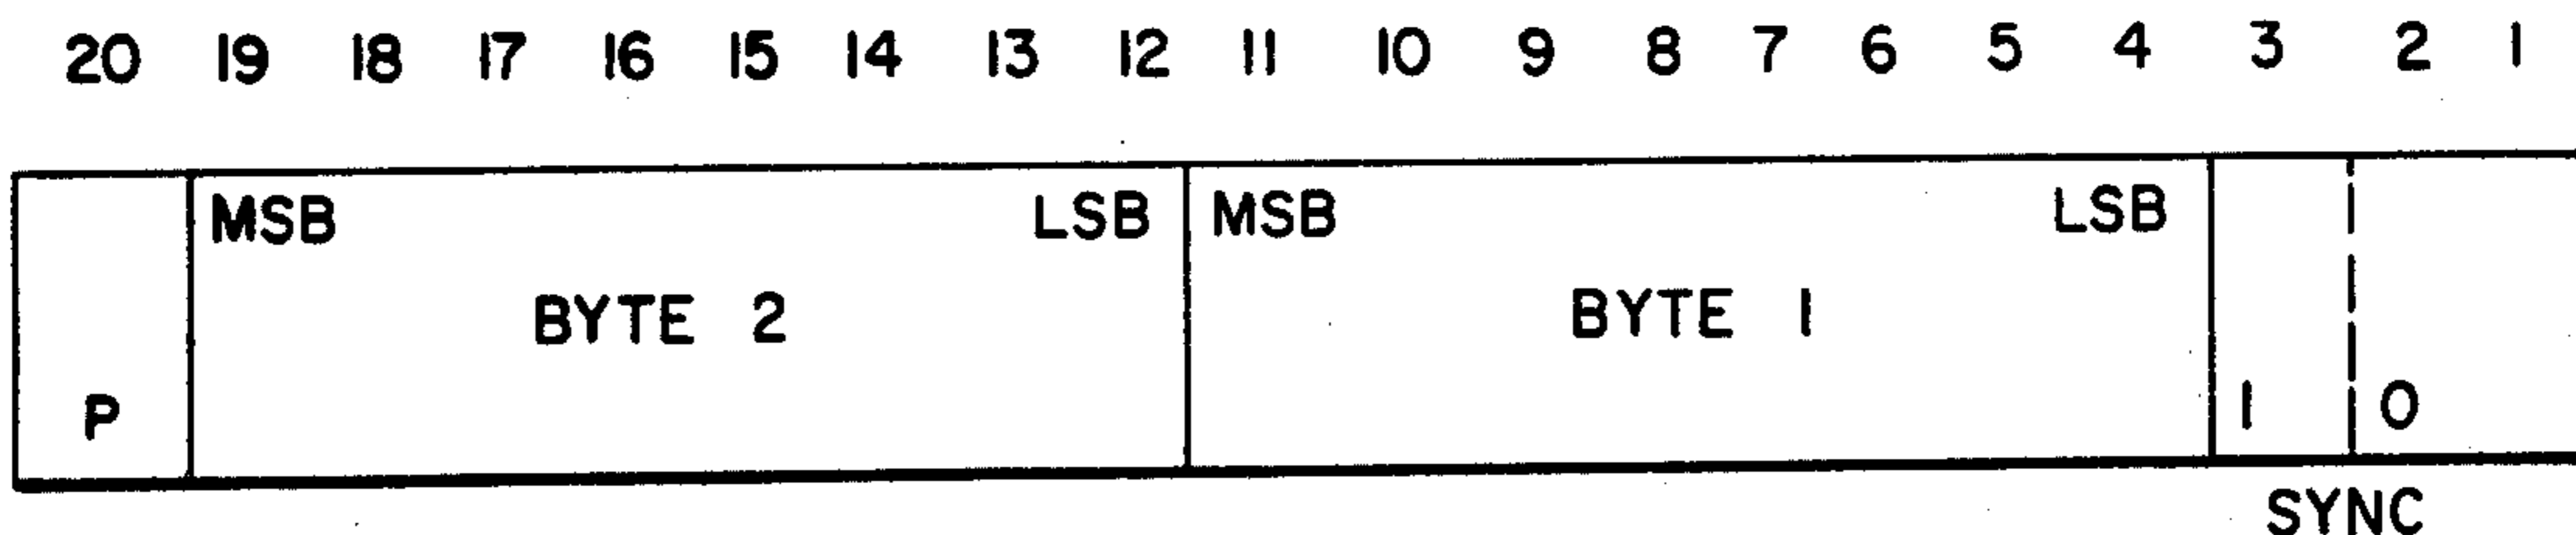 20 19 18 17 16 15 14 13 12 11 10 9 8 7 6 5 4 3 2 1
MSB LSB MSB LSB
BYTE 2 BYTE 1
P 1 0
SYNC